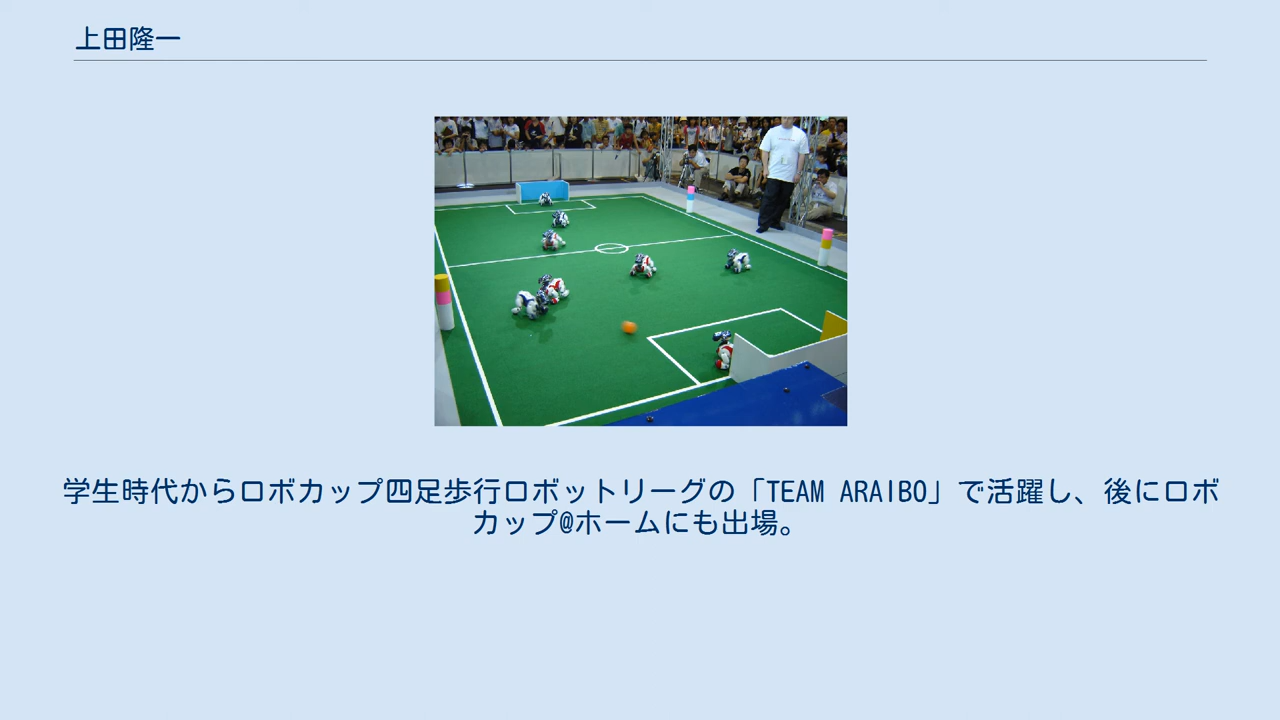 上田隆一
学生時代からロボカップ四足歩行ロボットリーグの「TEAM ARAIBO」で活躍し、後にロボ
カップ@ホームにも出場。